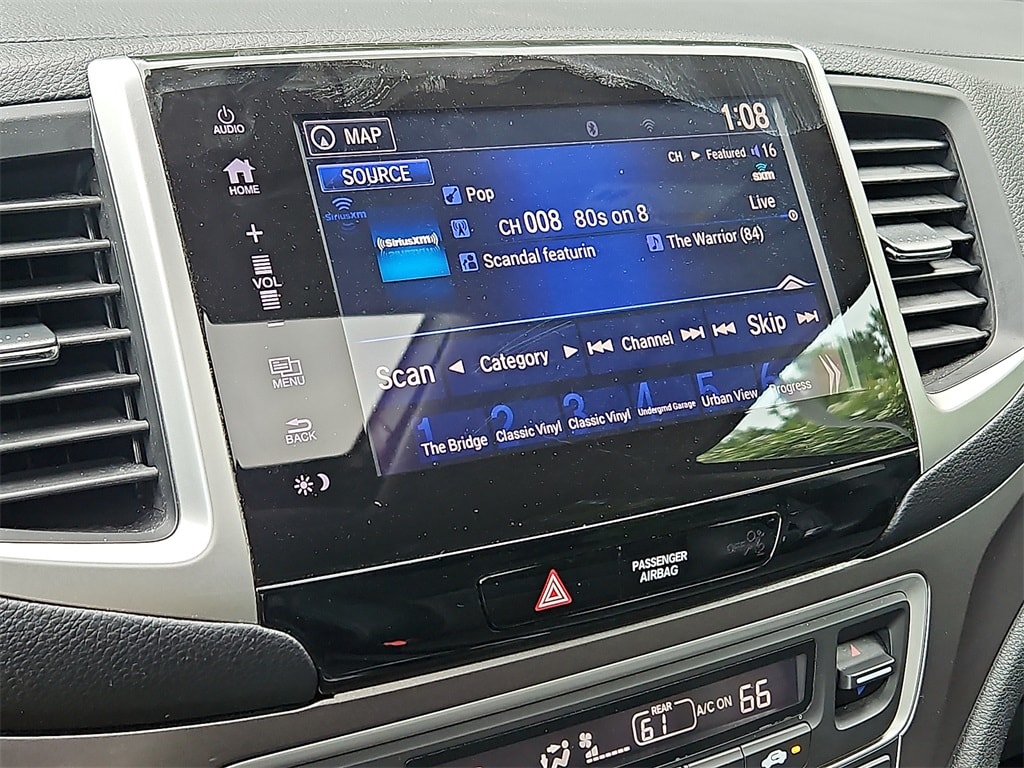 AUDIO
HOME
+
VOL
-
MENU
BACK
MAP
1:08
SOURCE
CH ▶ Featured 16
sxm
siriusxm
((SiriusXM))
Pop
Live
CH 008 80s on 8
Scandal featurin
The Warrior (84)
Scan
Category
Channel
Skip
1 2 3 4 5 6
The Bridge
Classic Vinyl
Classic Vinyl
Undergrnd Garage
Urban View
Progress
PASSENGER
AIRBAG
REAR
61
A/C ON 66